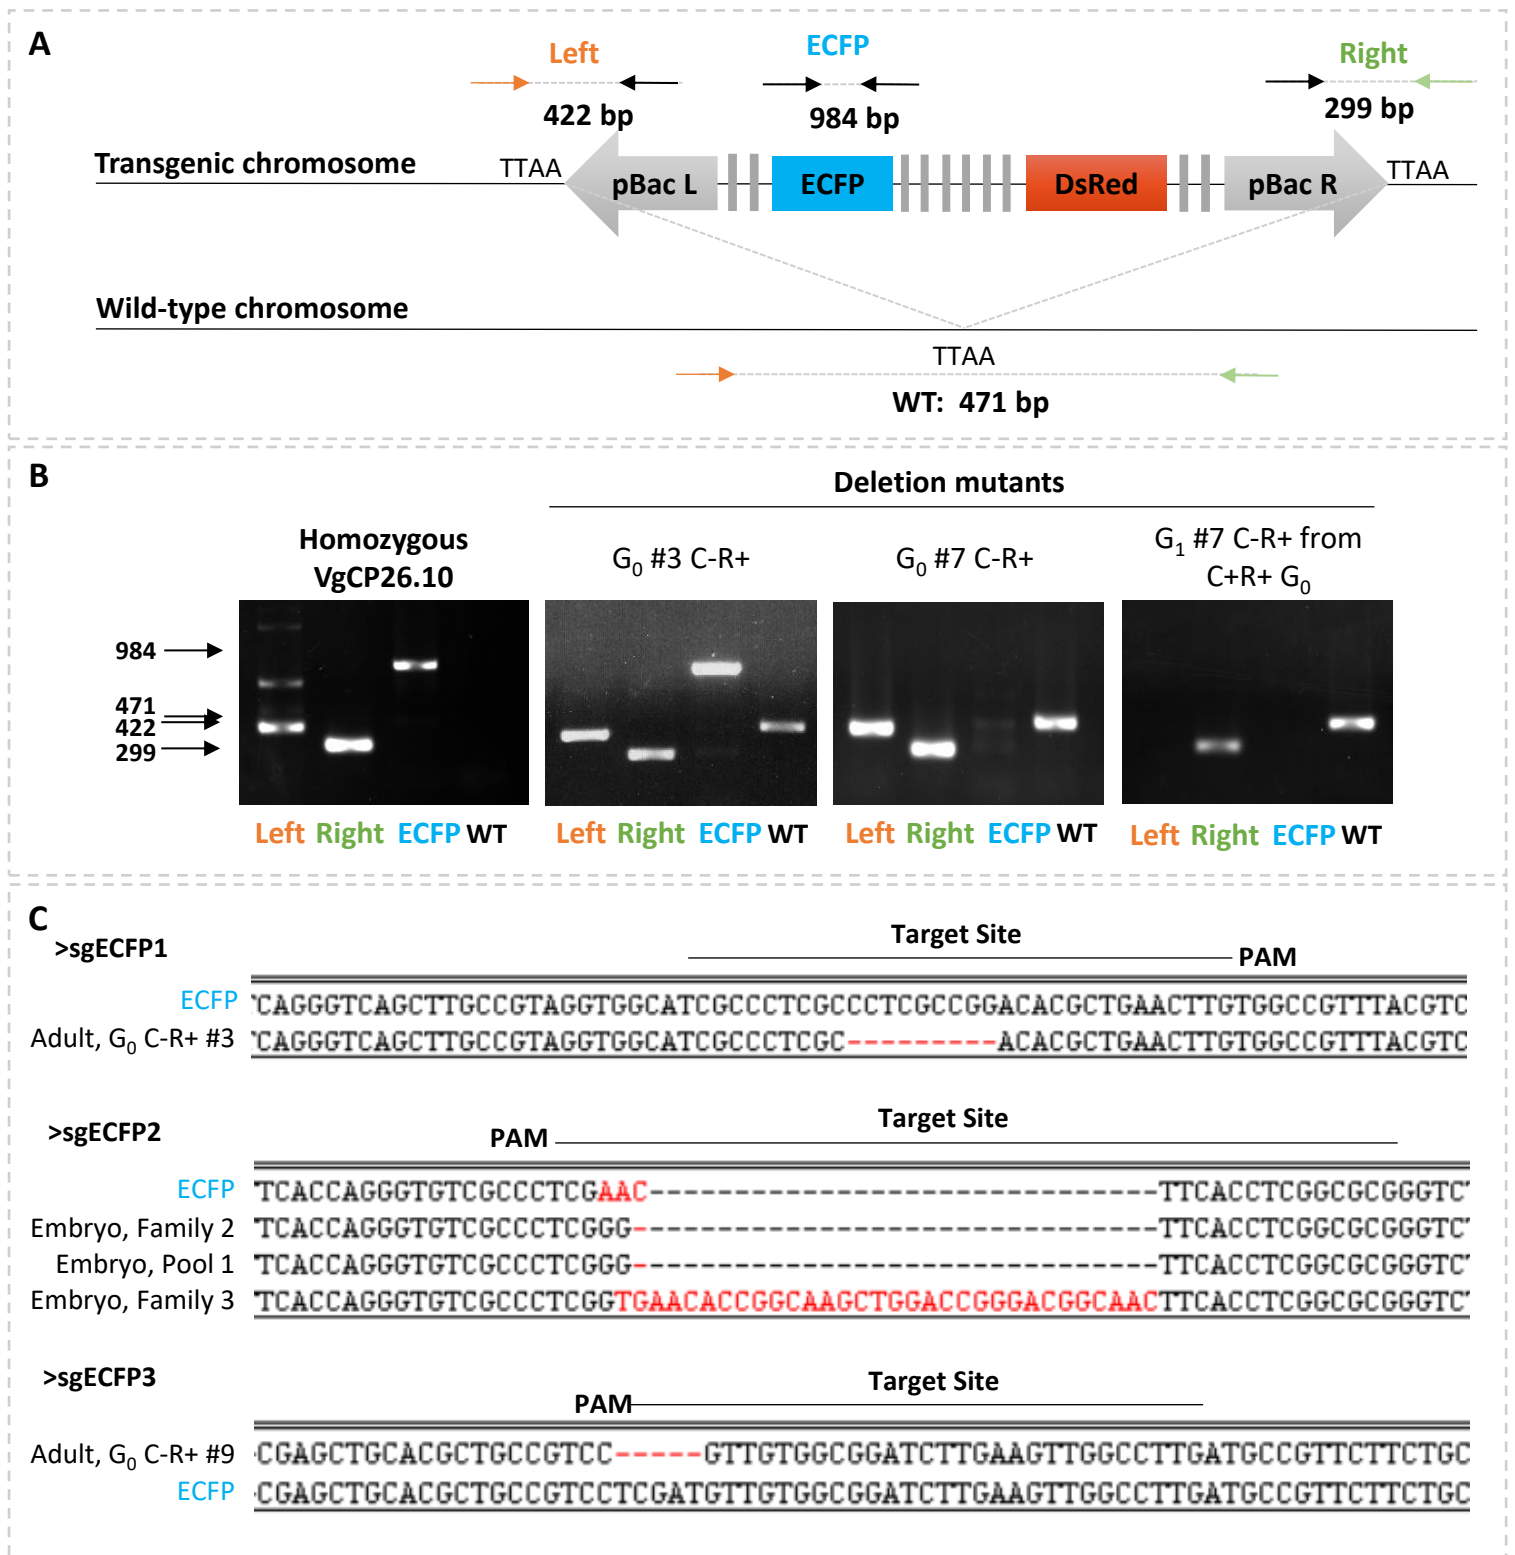 A
Left
ECFP
Right
422 bp
984 bp
299 bp
Transgenic chromosome
TTAA
pBac L
ECFP
DsRed
pBac R
TTAA
Wild-type chromosome
TTAA
WT: 471 bp
B
Deletion mutants
Homozygous
VgCP26.10
G0 #3 C-R+
G0 #7 C-R+
G1 #7 C-R+ from
C+R+ G0
984
471
422
299
Left Right ECFP WT
Left Right ECFP WT
Left Right ECFP WT
Left Right ECFP WT
C
>sgECFP1
Target Site
PAM
ECFP
CAGGGTCAGCTTGCCGTAGGTGGCATCGCCCTCGCCCTCGCCGGACACGCTGAACTTGTGGCCGTTTACGTC
Adult, G0 C-R+ #3
CAGGGTCAGCTTGCCGTAGGTGGCATCGCCCTCGC---------ACACGCTGAACTTGTGGCCGTTTACGTC
>sgECFP2
PAM
Target Site
ECFP
TCACCAGGGTGTCGCCCTCGAAC------------------------------TTCACCTCGGCGCGGGTC
Embryo, Family 2
TCACCAGGGTGTCGCCCTCGGG-------------------------------TTCACCTCGGCGCGGGTC
Embryo, Pool 1
TCACCAGGGTGTCGCCCTCGGG-------------------------------TTCACCTCGGCGCGGGTC
Embryo, Family 3
TCACCAGGGTGTCGCCCTCGGTGAACACCGGCAAGCTGGACCGGGACGGCAACTTCACCTCGGCGCGGGTC
>sgECFP3
PAM
Target Site
Adult, G0 C-R+ #9
CGAGCTGCACGCTGCCGTCC-----GTTGTGGCGGATCTTGAAGTTGGCCTTGATGCCGTTCTTCTGC
ECFP
CGAGCTGCACGCTGCCGTCCTCGATGTTGTGGCGGATCTTGAAGTTGGCCTTGATGCCGTTCTTCTGC